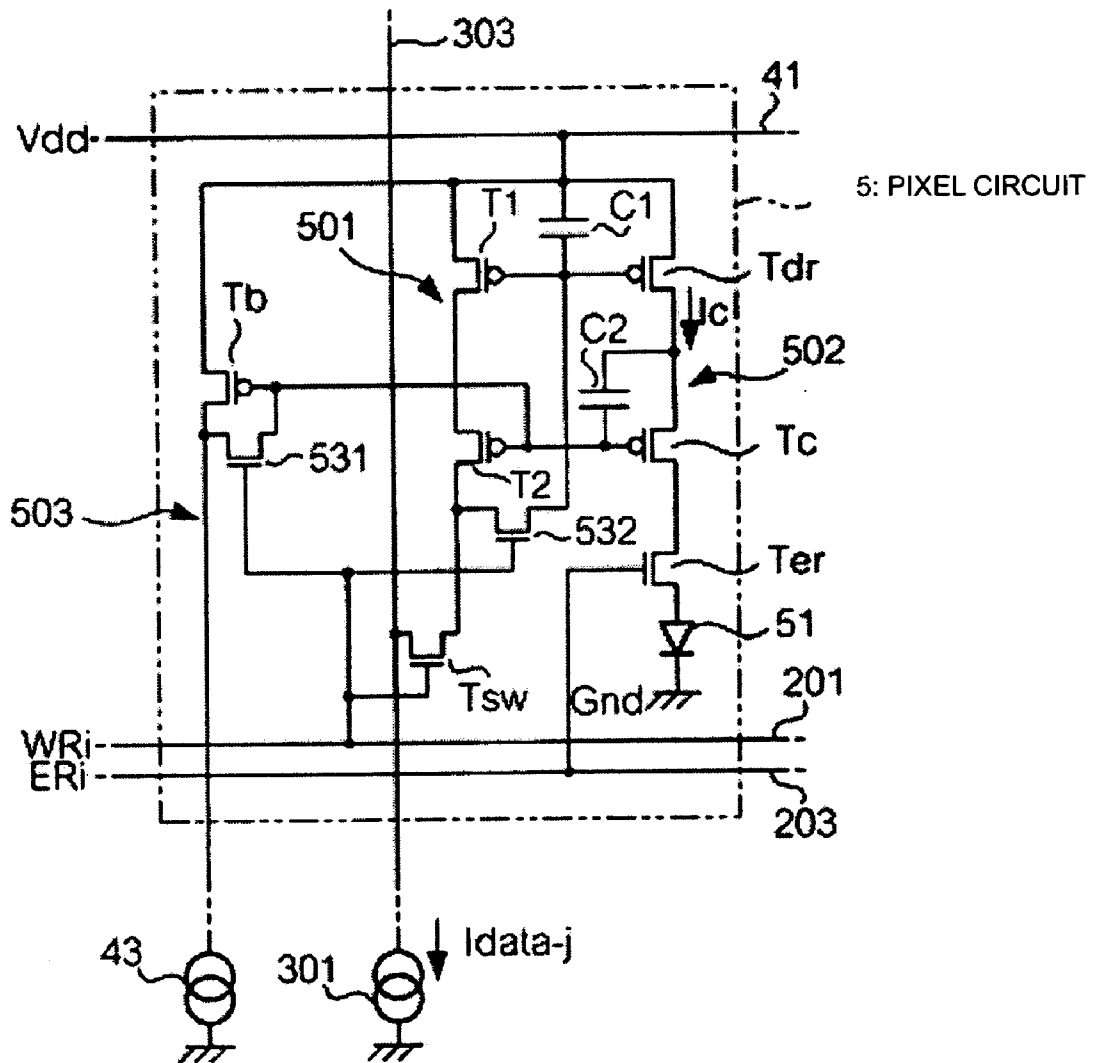 303
41
Vdd
5: PIXEL CIRCUIT
T1
C1
501
Tdr
Tb
Ic
C2
502
531
Tc
T2
503
532
Ter
51
Tsw
Gnd
201
WRi
ERi
203
Idata-j
43
301